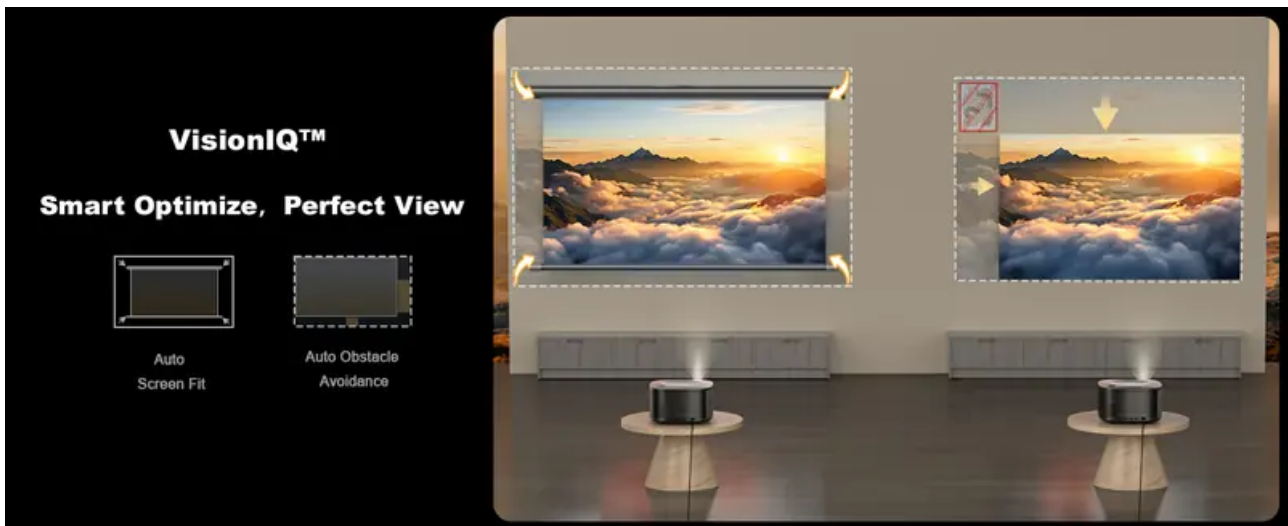 VisionIQ™
Smart Optimize, Perfect View
Auto
Screen Fit
Auto Obstacle
Avoidance